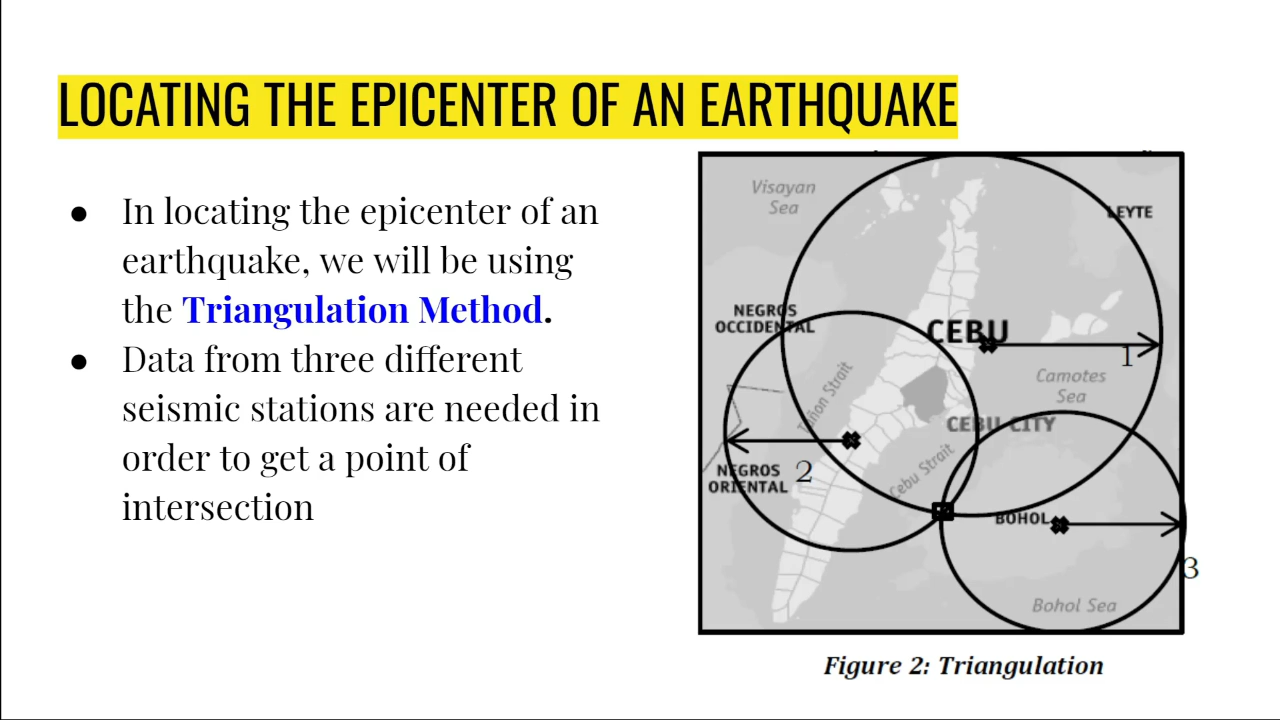 LOCATING THE EPICENTER OF AN EARTHQUAKE
● In locating the epicenter of an
earthquake, we will be using
the Triangulation Method.
● Data from three different
seismic stations are needed in
order to get a point of
intersection
Visayan
Sea
LEYTE
NEGROS
OCCIDENTAL
CEBU
1
Tañon Strait
Camotes
Sea
CEBU CITY
NEGROS
ORIENTAL
2
Cebu Strait
BOHOL
3
Bohol Sea
Figure 2: Triangulation